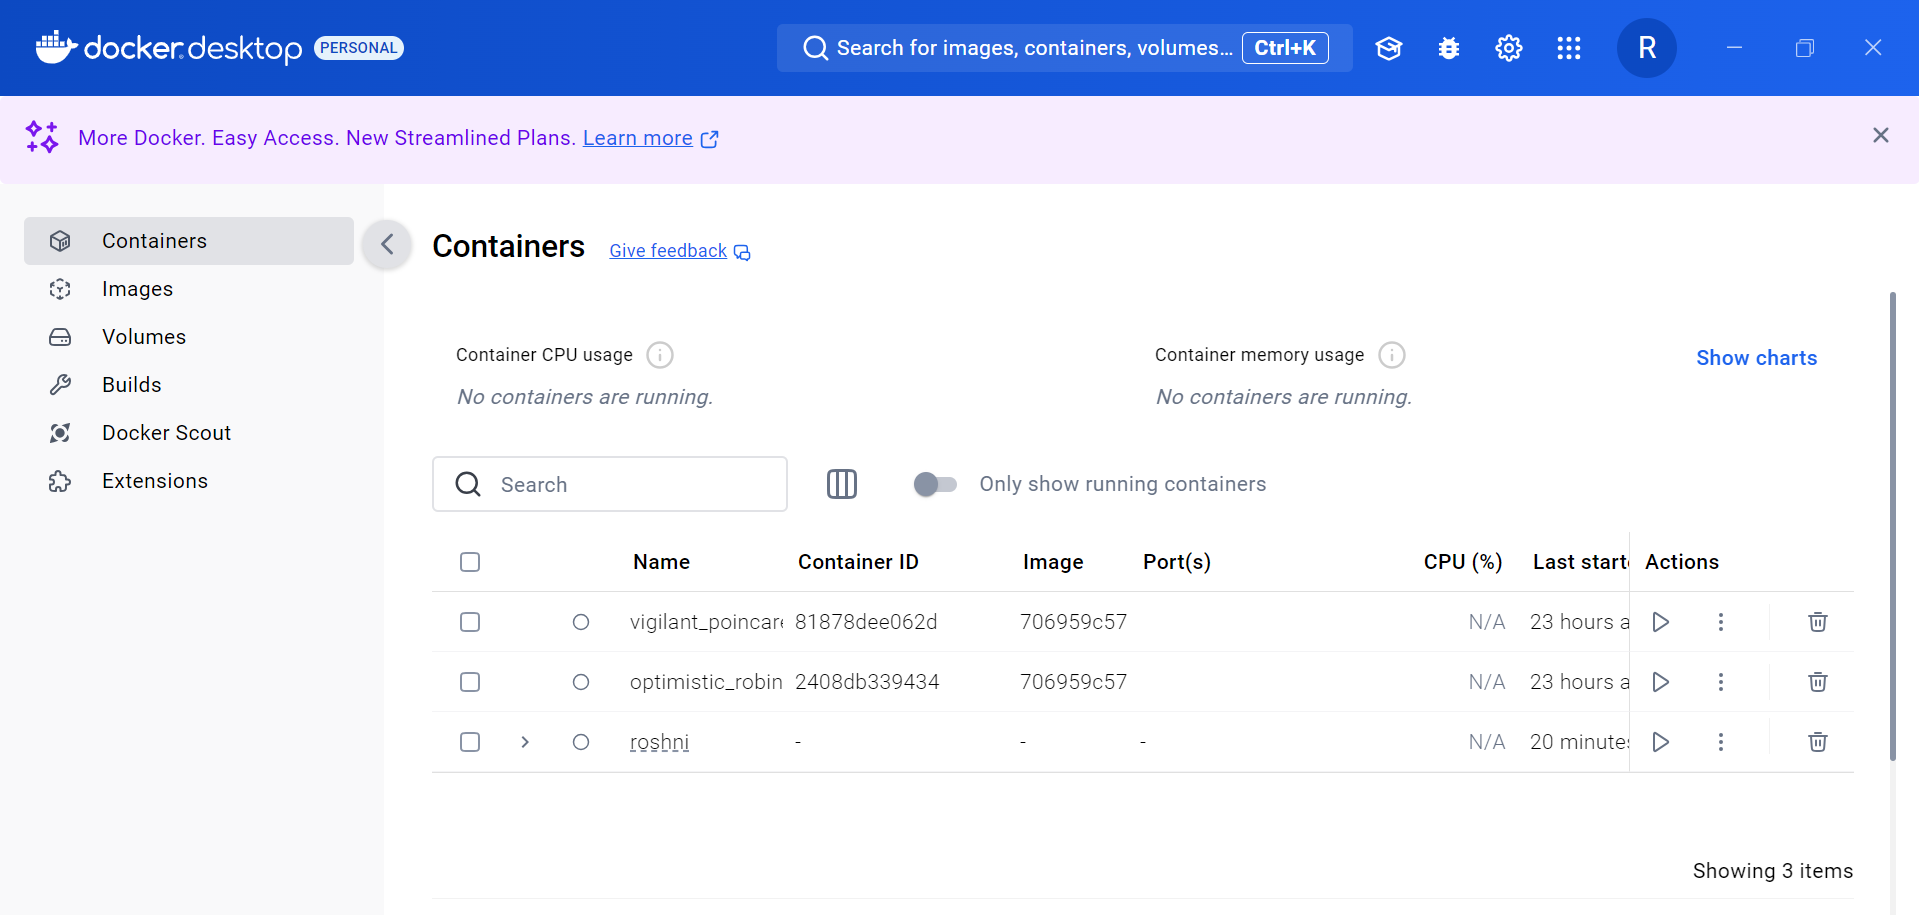 docker desktop PERSONAL
Search for images, containers, volumes... Ctrl+K
R
More Docker. Easy Access. New Streamlined Plans. Learn more
Containers
Images
Volumes
Builds
Docker Scout
Extensions
Containers Give feedback
Container CPU usage
No containers are running.
Container memory usage
No containers are running.
Show charts
Search
Only show running containers
Name Container ID Image Port(s) CPU (%) Last starte Actions
vigilant_poincare 81878dee062d 706959c57 N/A 23 hours a
optimistic_robin 2408db339434 706959c57 N/A 23 hours a
roshni - - - N/A 20 minutes
Showing 3 items